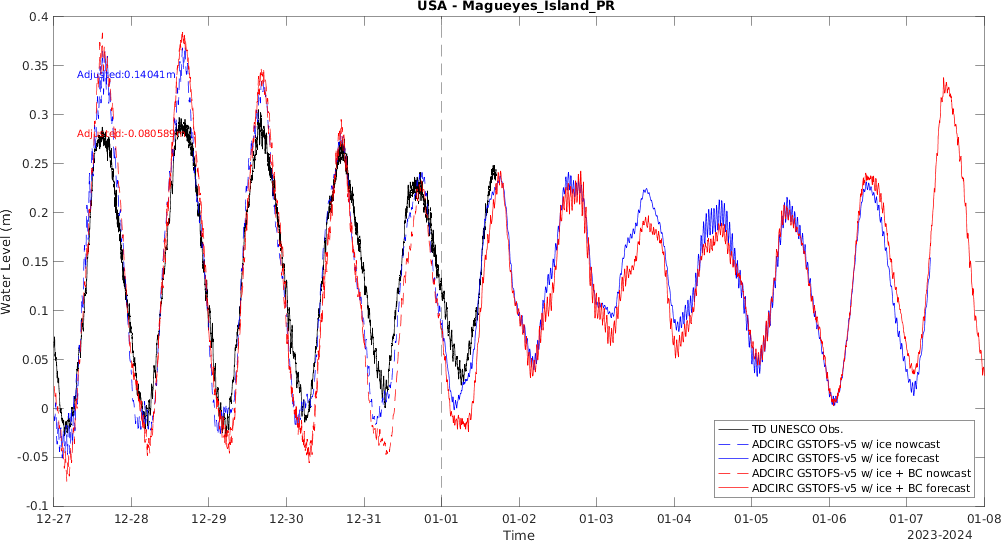 USA - Magueyes_Island_PR
0.4
0.35
0.3
0.25
0.2
0.15
0.1
0.05
0
-0.05
-0.1
Water Level (m)
Adjusted:0.14041m
Adjusted:-0.080589
12-27
12-28
12-29
12-30
12-31
01-01
01-02
01-03
01-04
01-05
01-06
01-07
01-08
Time
2023-2024
TD UNESCO Obs.
ADCIRC GSTOFS-v5 w/ ice nowcast
ADCIRC GSTOFS-v5 w/ ice forecast
ADCIRC GSTOFS-v5 w/ ice + BC nowcast
ADCIRC GSTOFS-v5 w/ ice + BC forecast